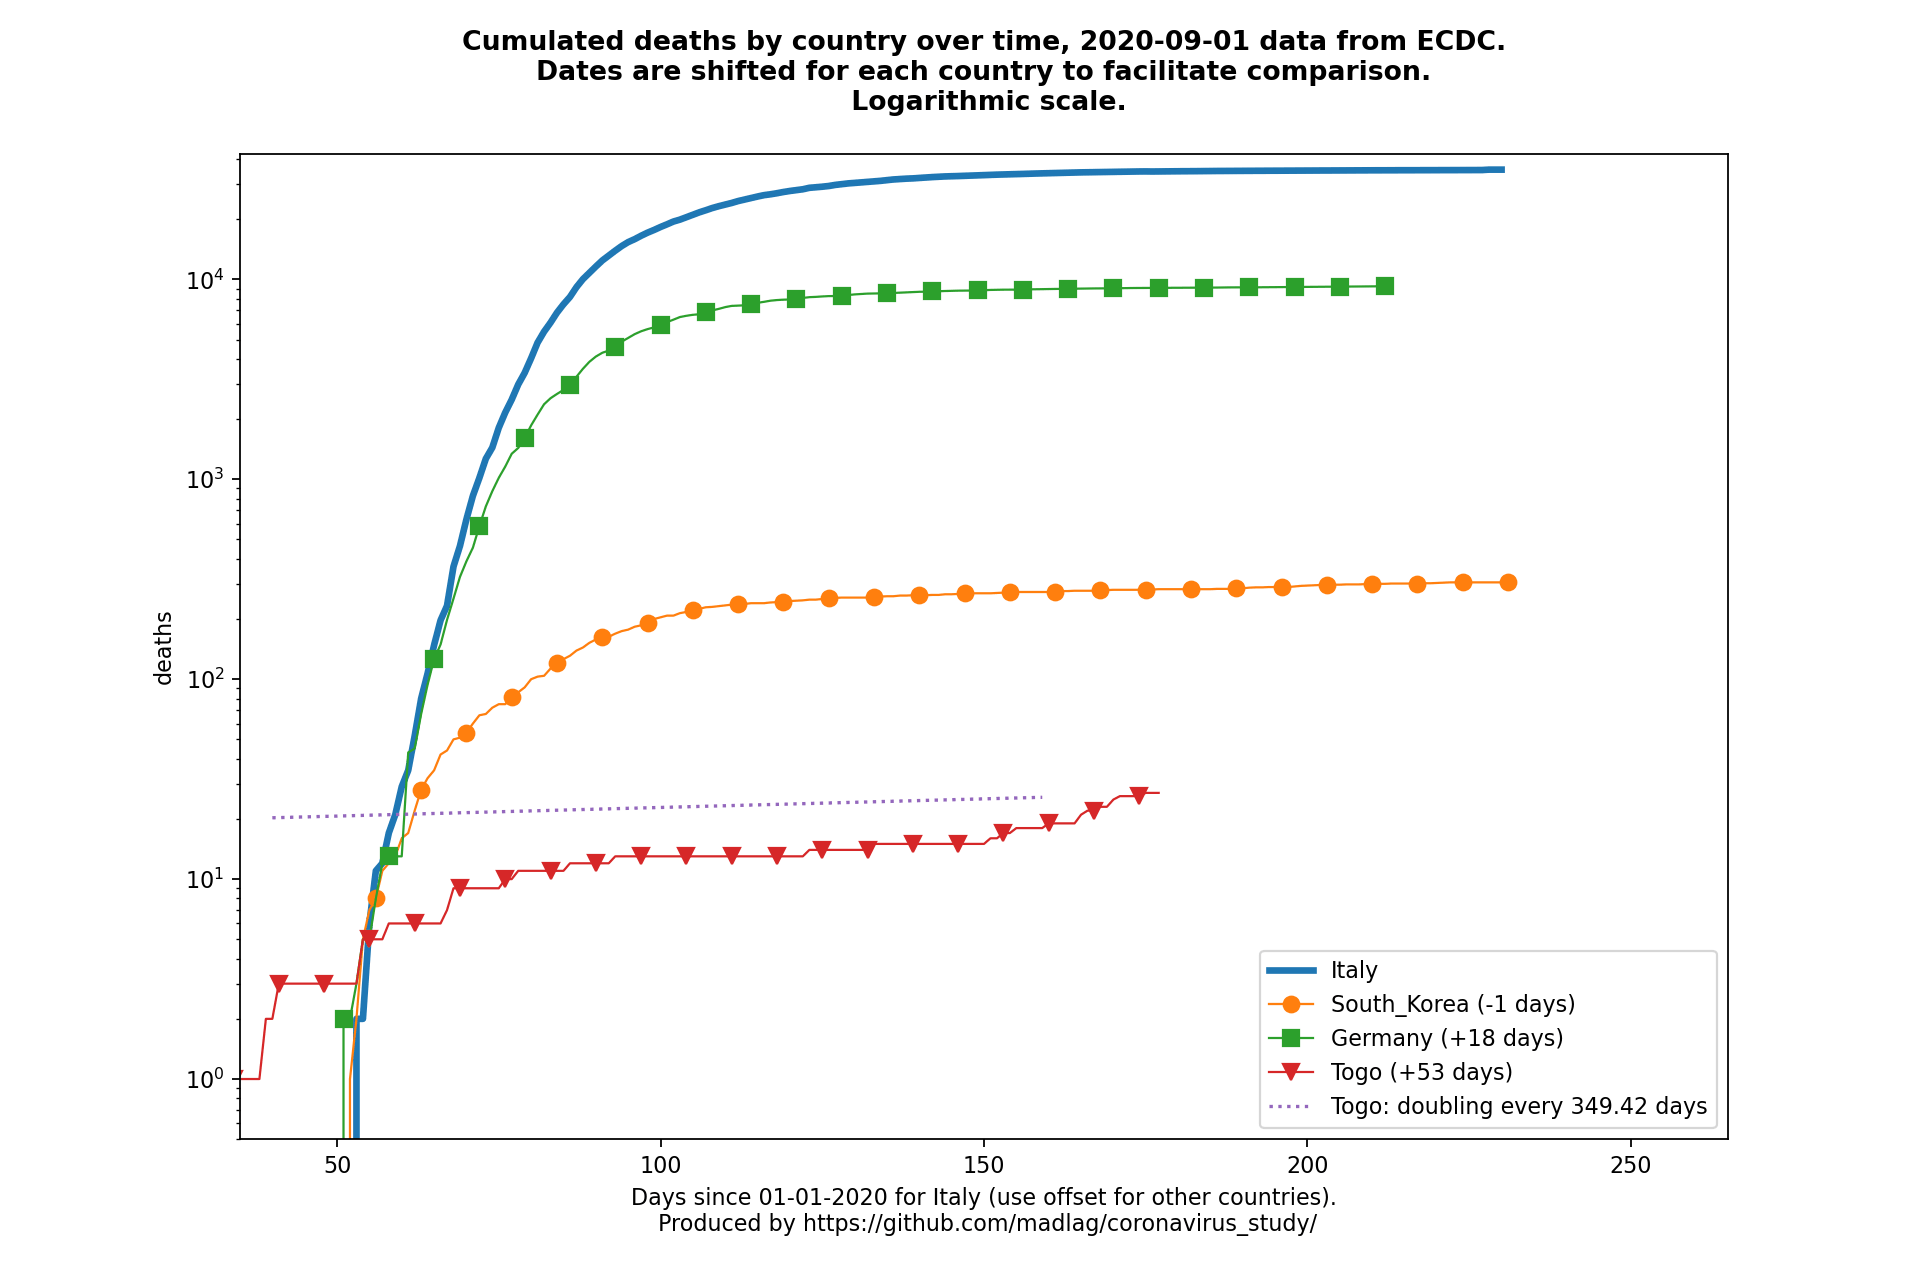 Cumulated deaths by country over time, 2020-09-01 data from ECDC.
Dates are shifted for each country to facilitate comparison.
Logarithmic scale.
deaths
10⁴
10³
10²
10¹
10⁰
50
100
150
200
250
Italy
South_Korea (-1 days)
Germany (+18 days)
Togo (+53 days)
Togo: doubling every 349.42 days
Days since 01-01-2020 for Italy (use offset for other countries).
Produced by https://github.com/madlag/coronavirus_study/